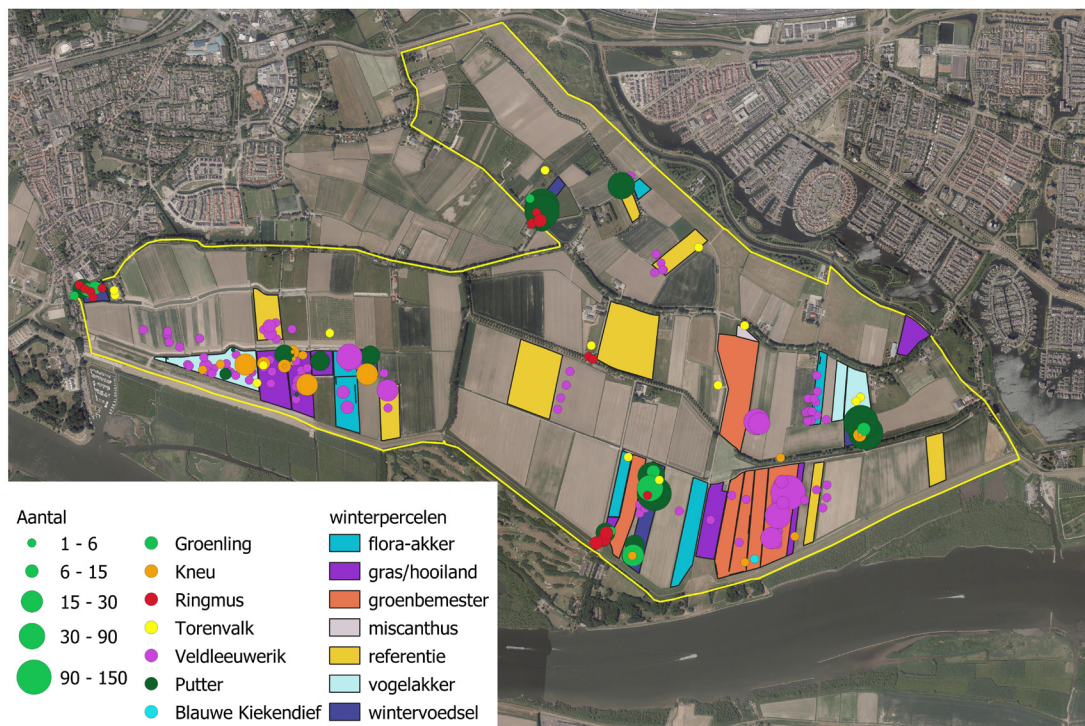 Aantal
1 - 6
6 - 15
15 - 30
30 - 90
90 - 150
Groenling
Kneu
Ringmus
Torenvalk
Veldleeuwerik
Putter
Blauwe Kiekendief
winterpercelen
flora-akker
gras/hooiland
groenbemester
miscanthus
referentie
vogelakker
wintervoedsel